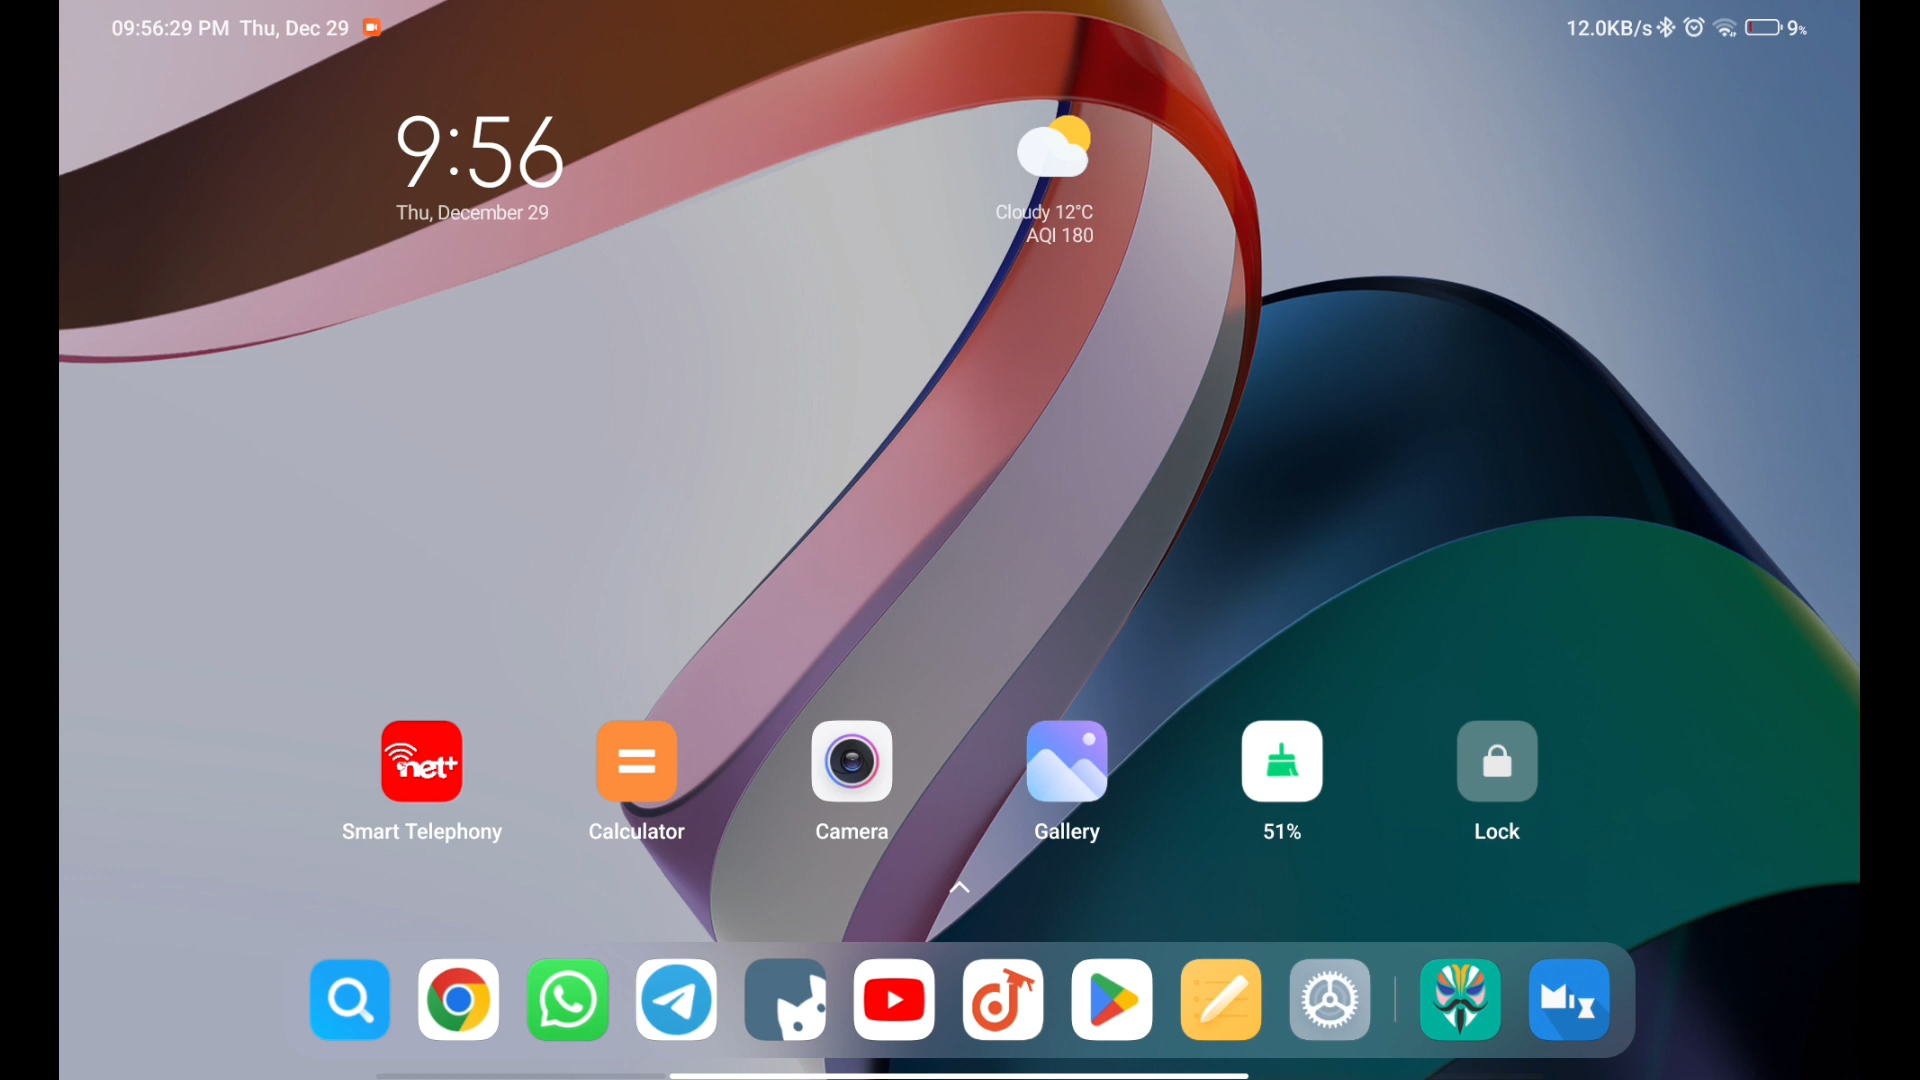 09:56:29 PM Thu, Dec 29
12.0KB/s 9%
9:56
Thu, December 29
Cloudy 12°C
AQI 180
net+
Smart Telephony
Calculator
Camera
Gallery
51%
Lock
Mix